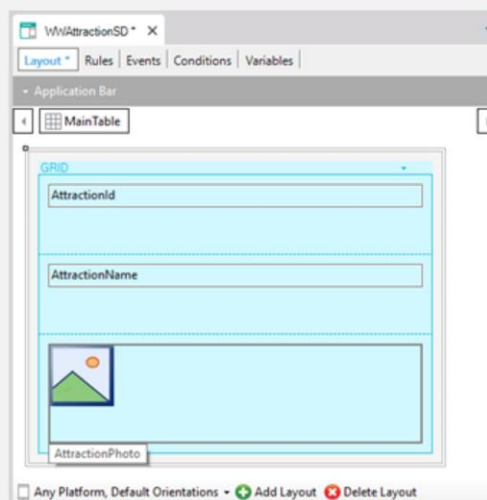 WWAttractionSD *
Layout * Rules Events Conditions Variables
Application Bar
MainTable
GRID
AttractionId
AttractionName
AttractionPhoto
Any Platform, Default Orientations Add Layout Delete Layout